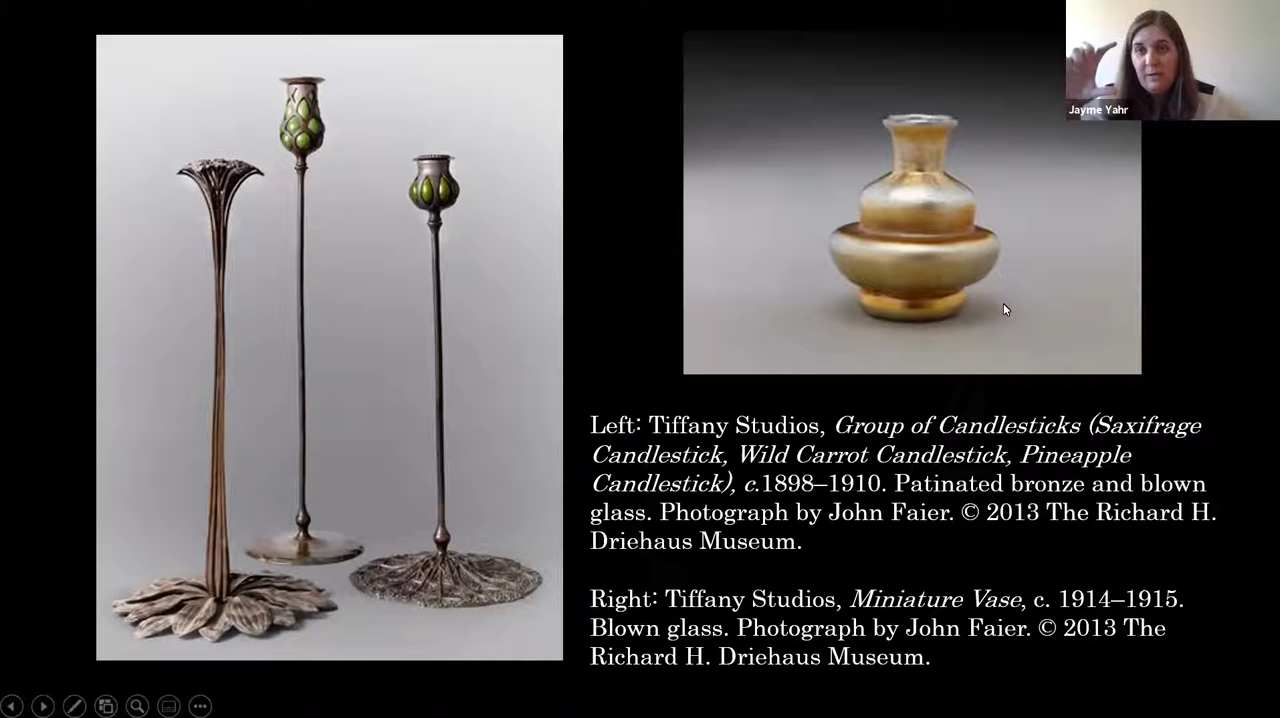 Jayme Yahr
Left: Tiffany Studios, Group of Candlesticks (Saxifrage
Candlestick, Wild Carrot Candlestick, Pineapple
Candlestick), c.1898–1910. Patinated bronze and blown
glass. Photograph by John Faier. © 2013 The Richard H.
Driehaus Museum.
Right: Tiffany Studios, Miniature Vase, c. 1914–1915.
Blown glass. Photograph by John Faier. © 2013 The
Richard H. Driehaus Museum.